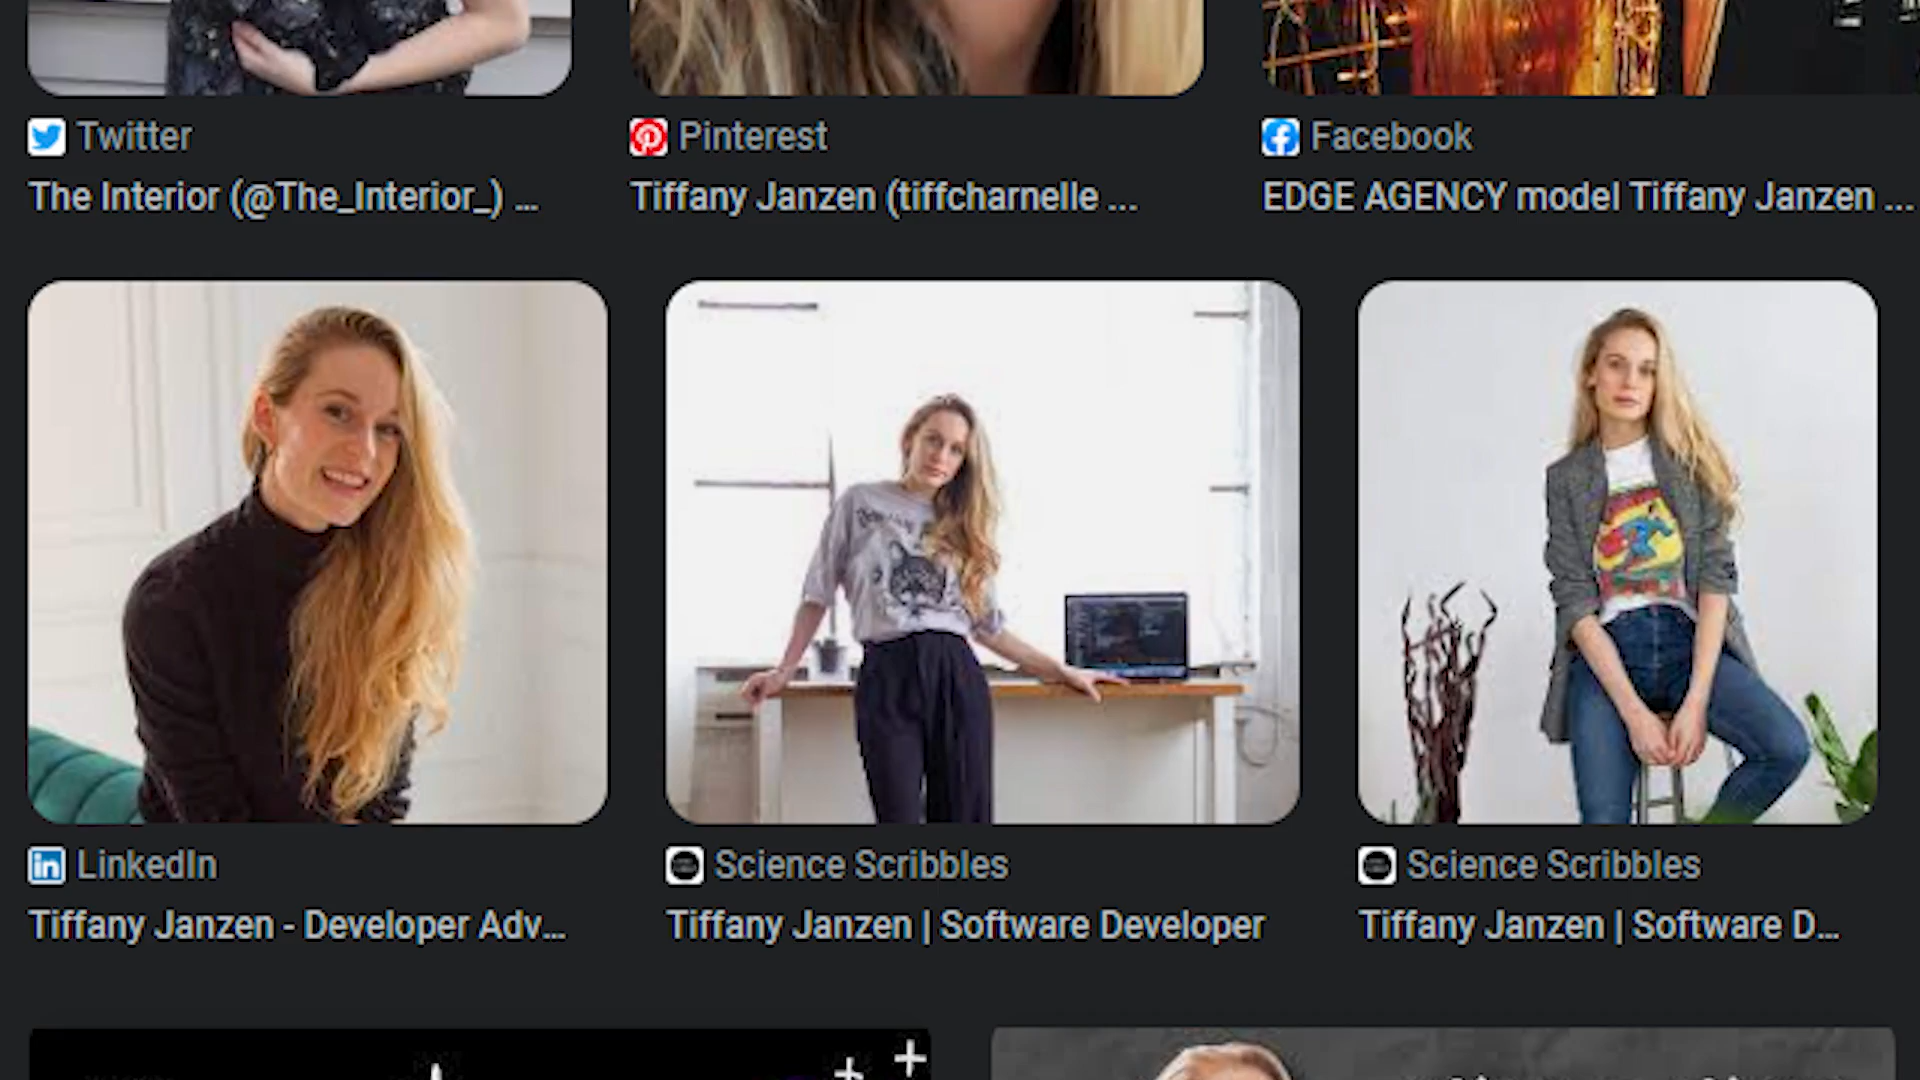 Twitter
The Interior (@The_Interior_) ...
Pinterest
Tiffany Janzen (tiffcharnelle ...
Facebook
EDGE AGENCY model Tiffany Janzen ...
LinkedIn
Tiffany Janzen - Developer Adv...
Science Scribbles
Tiffany Janzen | Software Developer
Science Scribbles
Tiffany Janzen | Software D...